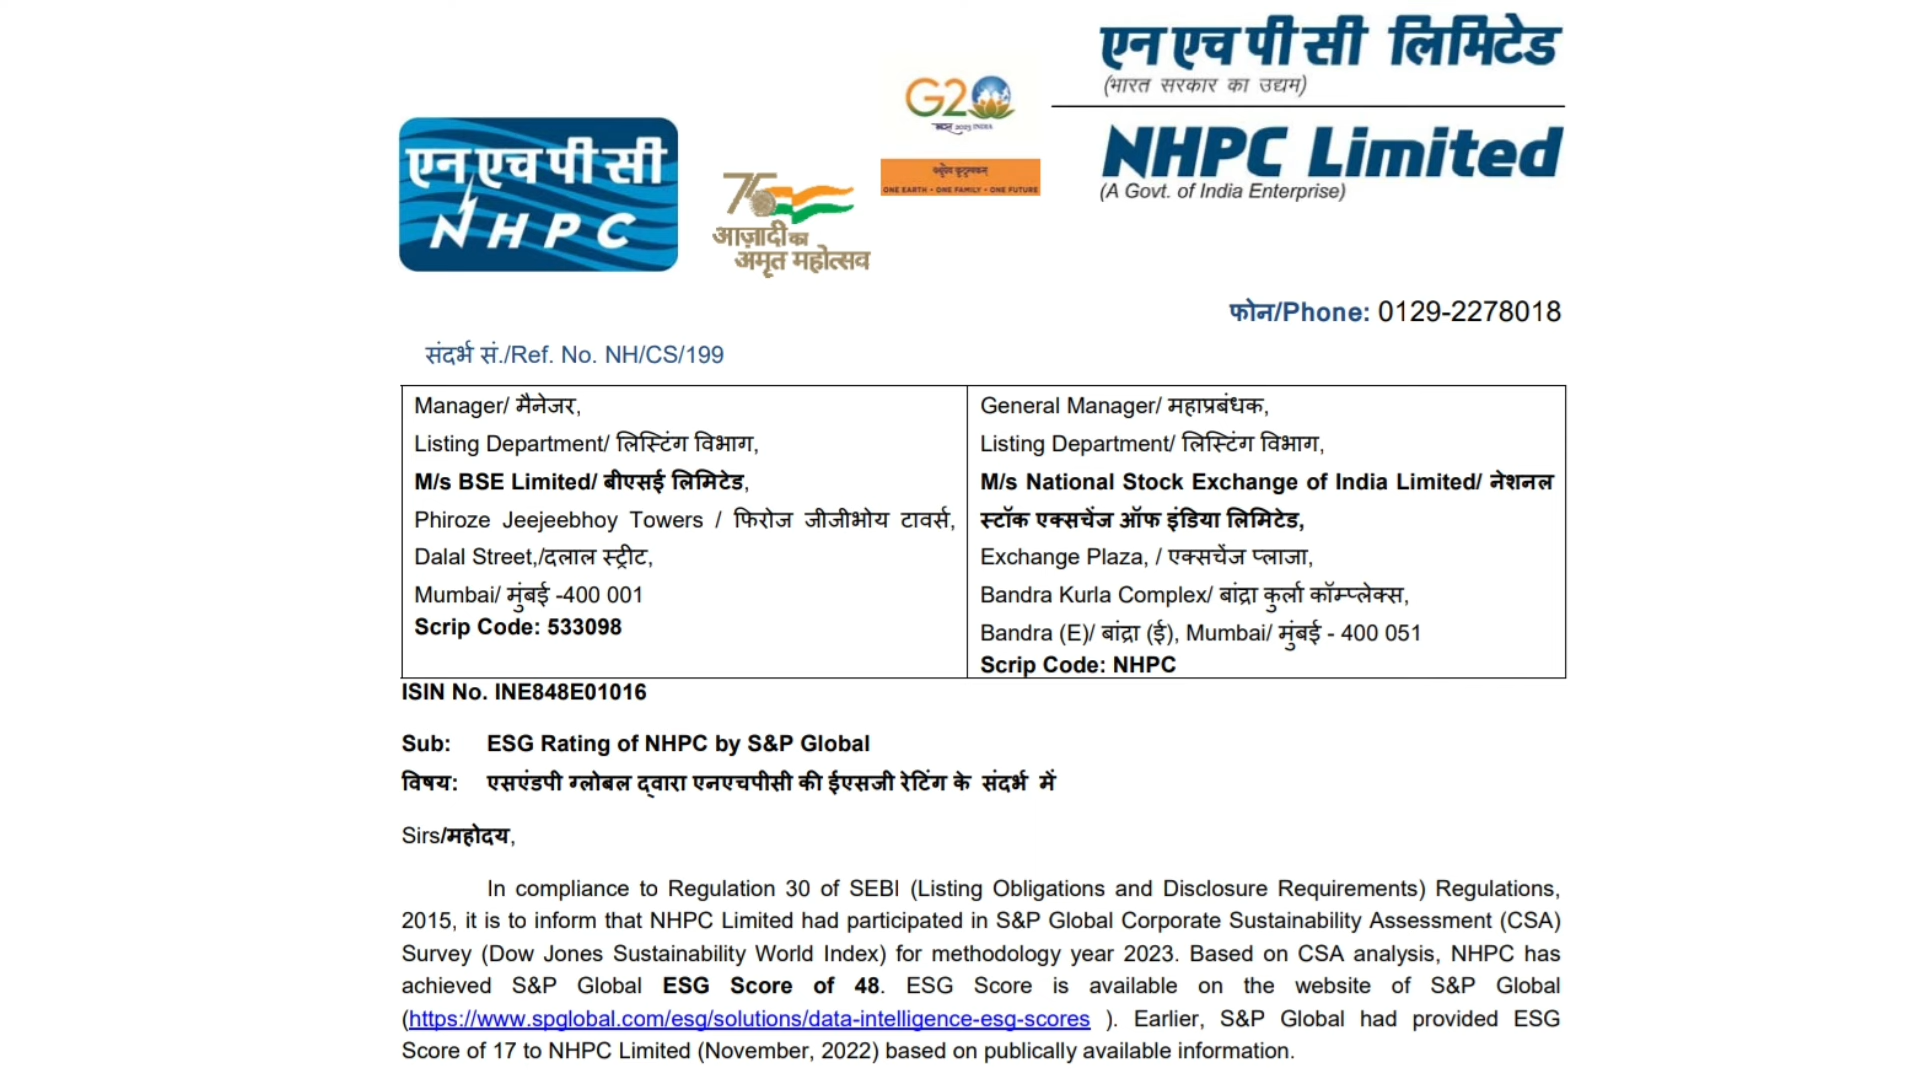 एन एच पी सी लिमिटेड
(भारत सरकार का उद्यम)
G20
2023 INDIA
एन एच पी सी
NHPC
NHPC Limited
(A Govt. of India Enterprise)
75
आज़ादी का
अमृत महोत्सव
वसुधैव कुटुम्बकम्
ONE EARTH • ONE FAMILY • ONE FUTURE
फोन/Phone: 0129-2278018
संदर्भ सं./Ref. No. NH/CS/199
Manager/ मैनेजर,
Listing Department/ लिस्टिंग विभाग,
M/s BSE Limited/ बीएसई लिमिटेड,
Phiroze Jeejeebhoy Towers / फिरोज जीजीभोय टावर्स,
Dalal Street,/दलाल स्ट्रीट,
Mumbai/ मुंबई -400 001
Scrip Code: 533098
General Manager/ महाप्रबंधक,
Listing Department/ लिस्टिंग विभाग,
M/s National Stock Exchange of India Limited/ नेशनल
स्टॉक एक्सचेंज ऑफ इंडिया लिमिटेड,
Exchange Plaza, / एक्सचेंज प्लाजा,
Bandra Kurla Complex/ बांद्रा कुर्ला कॉम्प्लेक्स,
Bandra (E)/ बांद्रा (ई), Mumbai/ मुंबई - 400 051
Scrip Code: NHPC
ISIN No. INE848E01016
Sub: ESG Rating of NHPC by S&P Global
विषय: एसएंडपी ग्लोबल द्वारा एनएचपीसी की ईएसजी रेटिंग के संदर्भ में
Sirs/महोदय,
In compliance to Regulation 30 of SEBI (Listing Obligations and Disclosure Requirements) Regulations,
2015, it is to inform that NHPC Limited had participated in S&P Global Corporate Sustainability Assessment (CSA)
Survey (Dow Jones Sustainability World Index) for methodology year 2023. Based on CSA analysis, NHPC has
achieved S&P Global ESG Score of 48. ESG Score is available on the website of S&P Global
(https://www.spglobal.com/esg/solutions/data-intelligence-esg-scores ). Earlier, S&P Global had provided ESG
Score of 17 to NHPC Limited (November, 2022) based on publically available information.